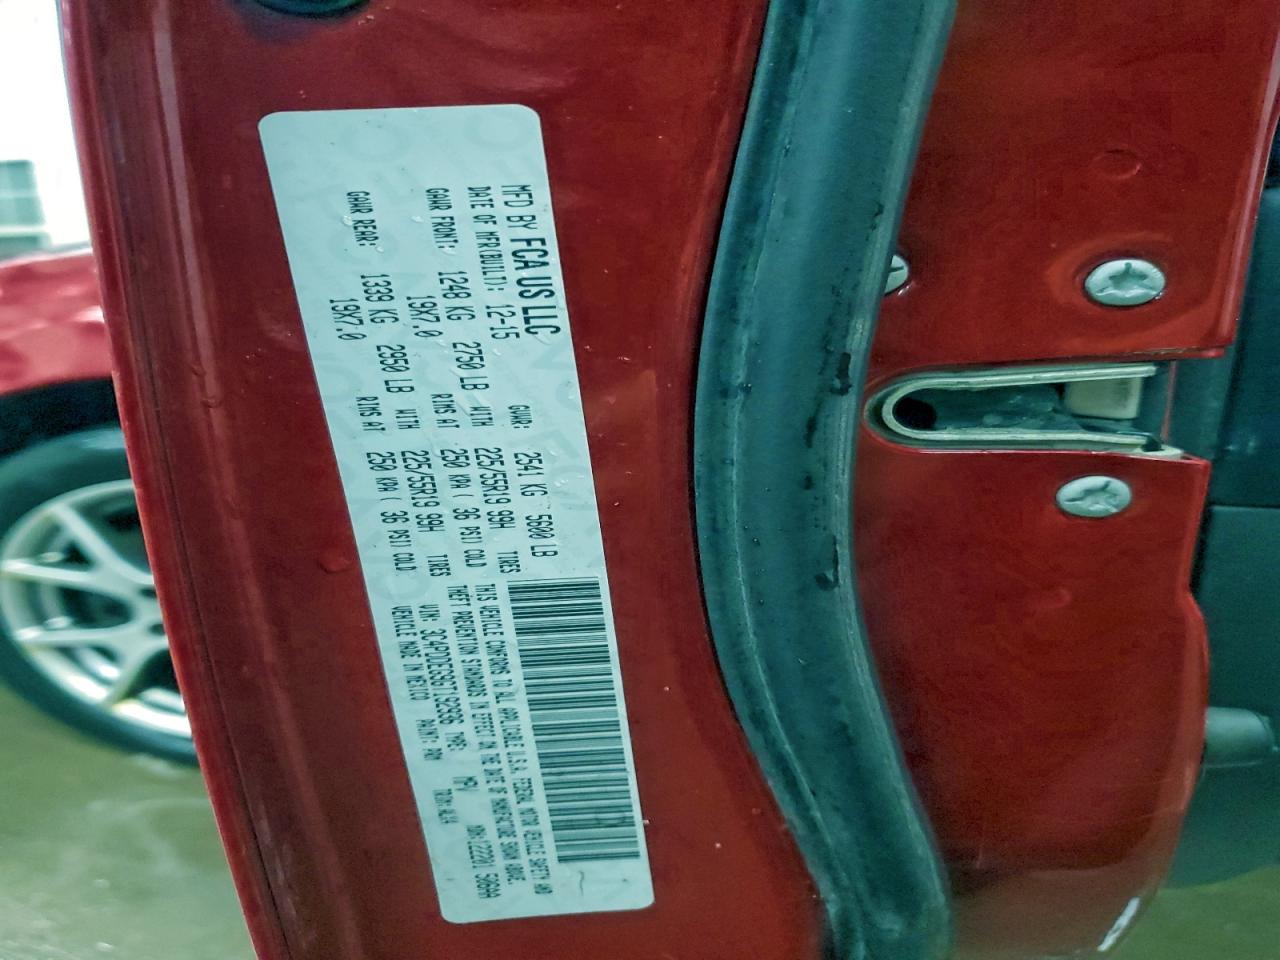 MFD BY FCA US LLC
DATE OF MFR(BUILT): 12-15 GWR: 2541 KG 5600 LB
GAWR FRONT: 1248 KG 2750 LB WITH 225/55R19 99H TIRES
19X7.0 RIMS AT 250 KPA ( 36 PSI) COLD
GAWR REAR: 1339 KG 2950 LB WITH 225/55R19 99H TIRES
19X7.0 RIMS AT 250 KPA ( 36 PSI) COLD
THIS VEHICLE CONFORMS TO ALL APPLICABLE U.S.A. FEDERAL MOTOR VEHICLE SAFETY AND
THEFT PREVENTION STANDARDS IN EFFECT ON THE DATE OF MANUFACTURE SHOWN ABOVE.
VIN: TYPE: MPV
VEHICLE MADE IN MEXICO PAINT: